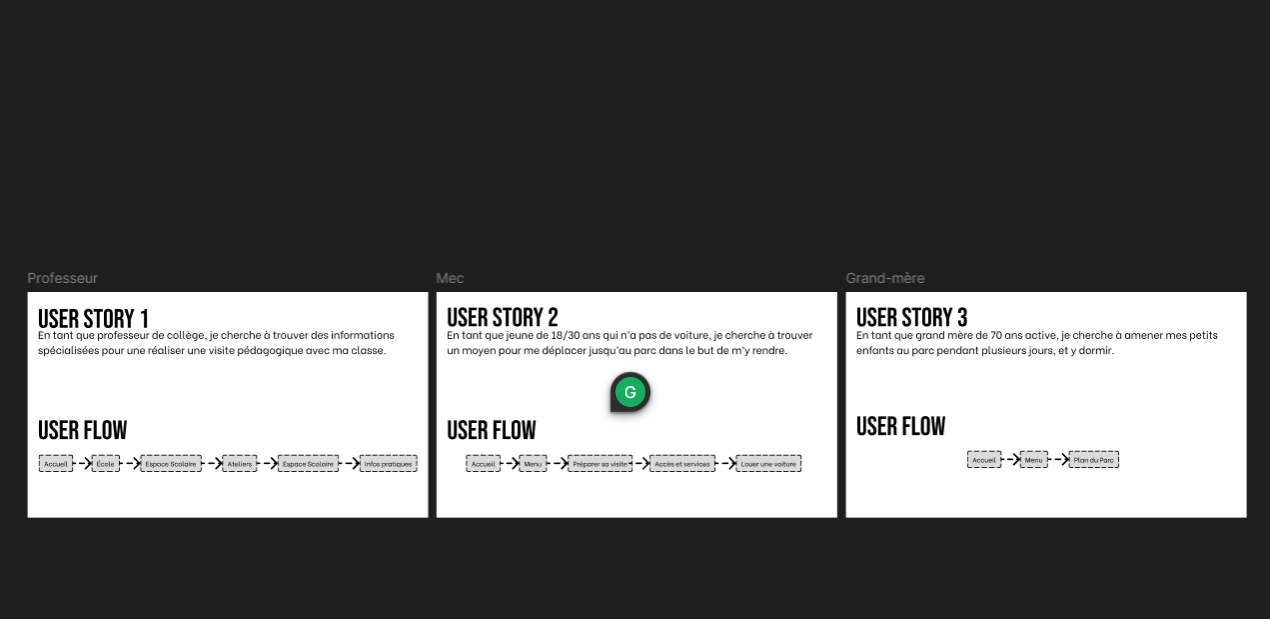 Professeur
USER STORY 1
En tant que professeur de collège, je cherche à trouver des informations
spécialisées pour une réaliser une visite pédagogique avec ma classe.
USER FLOW
Accueil
École
Espace Scolaire
Ateliers
Espace Scolaire
Infos pratiques
Mec
USER STORY 2
En tant que jeune de 18/30 ans qui n'a pas de voiture, je cherche à trouver
un moyen pour me déplacer jusqu'au parc dans le but de m'y rendre.
G
USER FLOW
Accueil
Menu
Préparer sa visite
Accès et services
Louer une voiture
Grand-mère
USER STORY 3
En tant que grand mère de 70 ans active, je cherche à amener mes petits
enfants au parc pendant plusieurs jours, et y dormir.
USER FLOW
Accueil
Menu
Plan du Parc